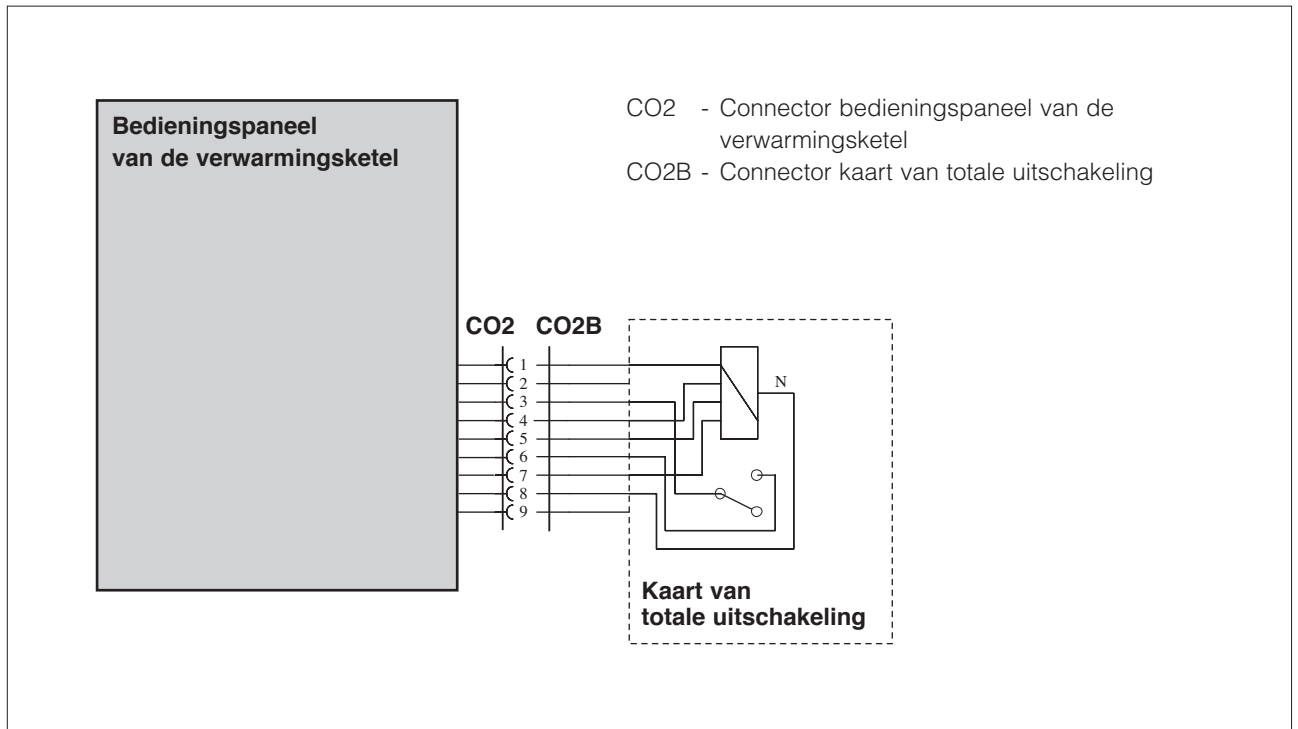 Bedieningspaneel
van de verwarmingsketel
CO2 - Connector bedieningspaneel van de
verwarmingsketel
CO2B - Connector kaart van totale uitschakeling
CO2 CO2B
1
2
3
4
5
6
7
8
9
N
Kaart van
totale uitschakeling